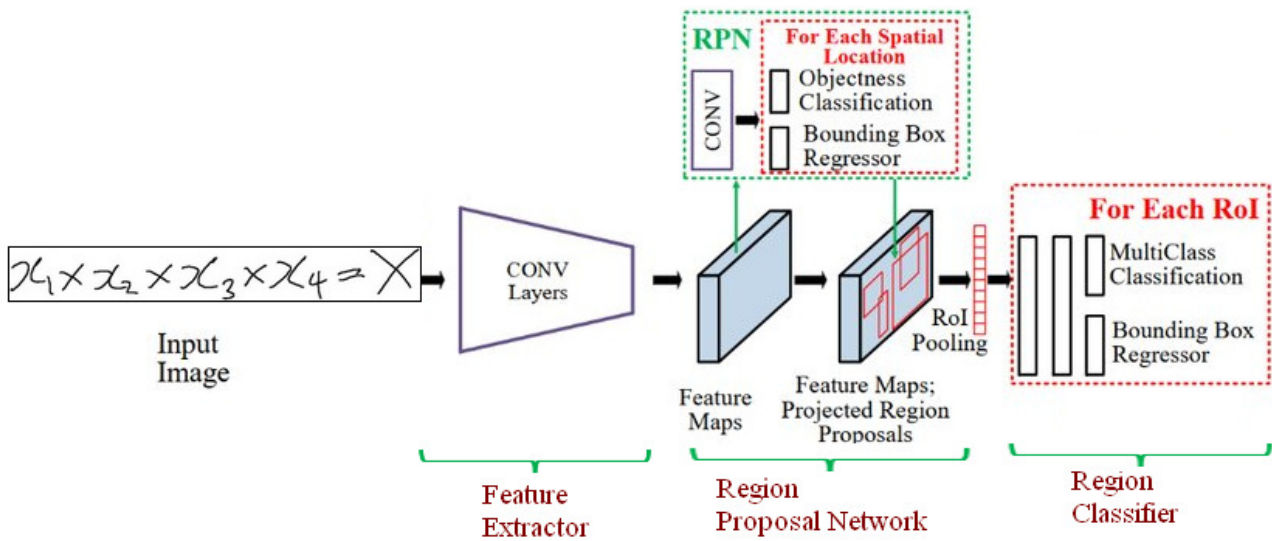 RPN
For Each Spatial
Location
CONV
Objectness
Classification
Bounding Box
Regressor
x₁ × x₂ × x₃ × x₄ = X
Input
Image
CONV
Layers
Feature
Maps
Feature Maps;
Projected Region
Proposals
RoI
Pooling
For Each RoI
MultiClass
Classification
Bounding Box
Regressor
Feature
Extractor
Region
Proposal Network
Region
Classifier